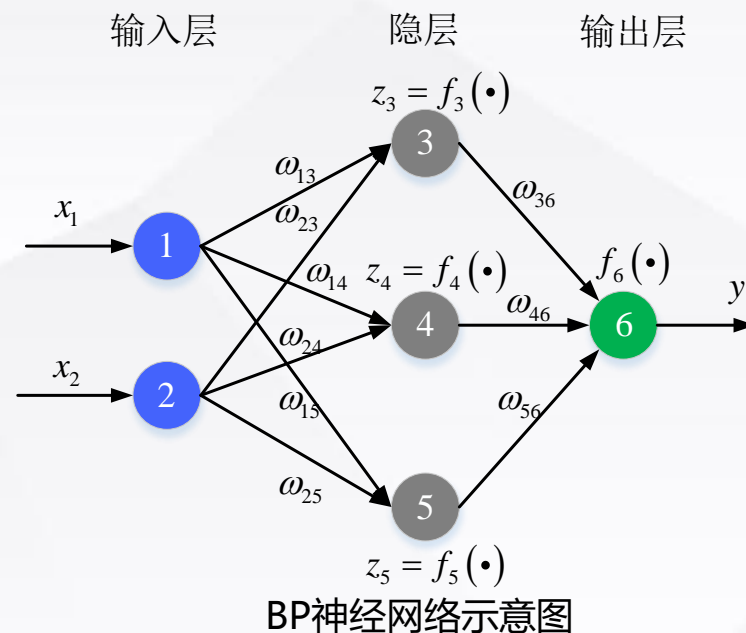 输入层 隐层 输出层
z₃ = f₃(•)
3
ω₁₃
ω₃₆
x₁
ω₂₃
1
ω₁₄ z₄ = f₄(•) f₆(•)
y
4 ω₄₆ 6
ω₂₄
x₂
2
ω₁₅ ω₅₆
ω₂₅
5
z₅ = f₅(•)
BP神经网络示意图